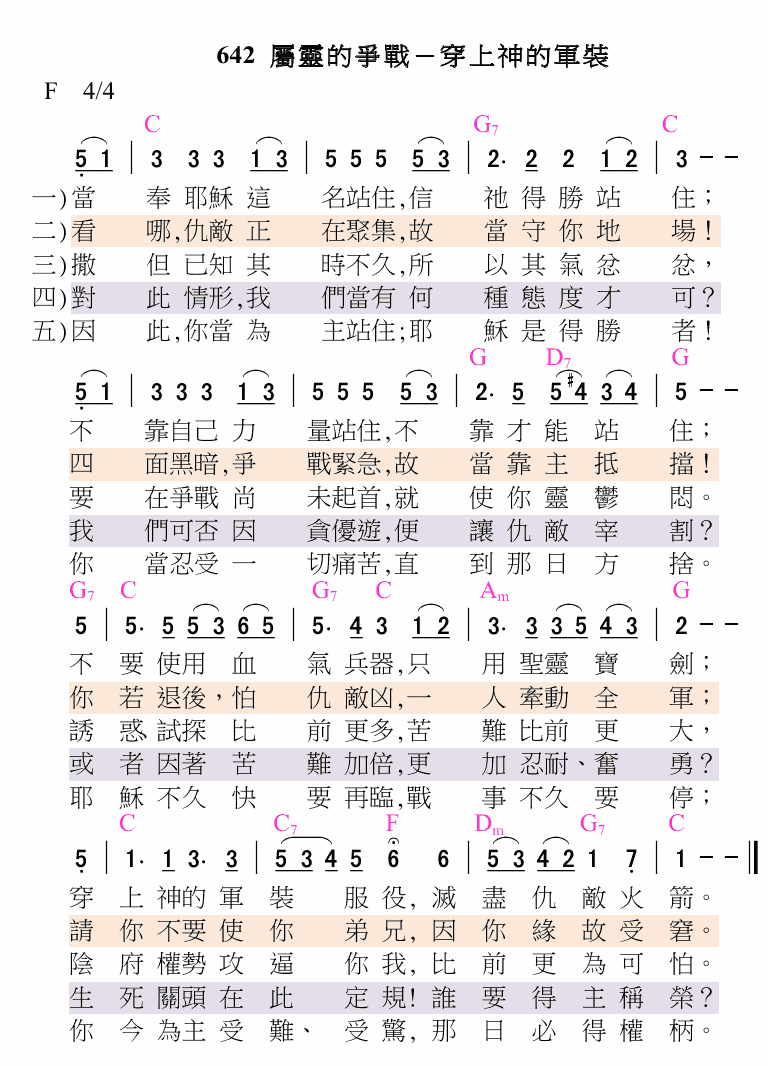 642 屬靈的爭戰－穿上神的軍裝
F 4/4
C G7 C
5 1 | 3 3 3 1 3 | 5 5 5 5 3 | 2· 2 2 1 2 | 3 － －
一)當 奉 耶穌 這 名站住,信 祂 得 勝 站 住；
二)看 哪,仇敵 正 在聚集,故 當 守 你 地 場！
三)撒 但 已知 其 時不久,所 以 其 氣 忿 忿，
四)對 此 情形,我 們當有 何 種 態 度 才 可？
五)因 此,你當 為 主站住;耶 穌 是 得 勝 者！
G D7 G
5 1 | 3 3 3 1 3 | 5 5 5 5 3 | 2· 5 5 #4 3 4 | 5 － －
不 靠自己 力 量站住,不 靠 才 能 站 住；
四 面黑暗,爭 戰緊急,故 當 靠 主 抵 擋！
要 在爭戰 尚 未起首,就 使 你 靈 鬱 悶。
我 們可否 因 貪優遊,便 讓 仇 敵 宰 割？
你 當忍受 一 切痛苦,直 到 那 日 方 捨。
G7 C G7 C Am G
5 | 5· 5 5 3 6 5 | 5· 4 3 1 2 | 3· 3 3 5 4 3 | 2 － －
不 要 使用 血 氣 兵器,只 用 聖靈 寶 劍；
你 若 退後，怕 仇 敵凶,一 人 牽動 全 軍；
誘 惑、試探 比 前 更多,苦 難 比前 更 大，
或 者 因著 苦 難 加倍,更 加 忍耐、奮 勇？
耶 穌 不久 快 要 再臨,戰 事 不久 要 停；
C C7 F Dm G7 C
5 | 1· 1 3· 3 | 5 3 4 5 6 6 | 5 3 4 2 1 7 | 1 － －
穿 上 神的 軍 裝 服 役, 滅 盡 仇 敵 火 箭。
請 你 不要 使 你 弟 兄, 因 你 緣 故 受 窘。
陰 府 權勢 攻 逼 你 我, 比 前 更 為 可 怕。
生 死 關頭 在 此 定 規! 誰 要 得 主 稱 榮？
你 今 為主 受 難、 受 驚, 那 日 必 得 權 柄。